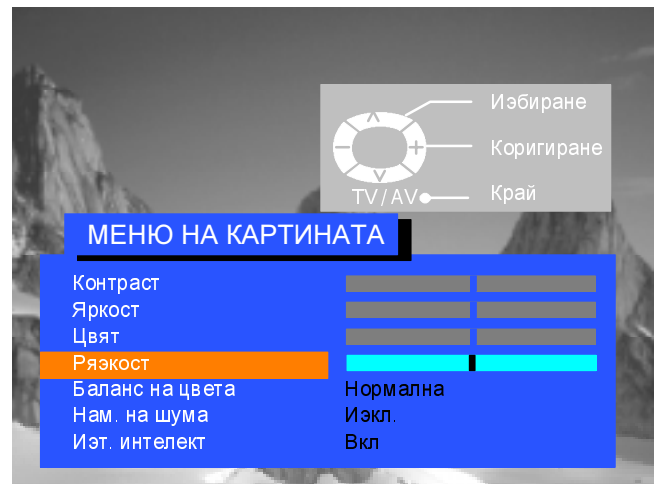 Иэбиране
Коригиране
TV/AV
Край
МЕНЮ НА КАРТИНАТА
Контраст
Яркост
Цвят
Ряэкост
Баланс на цвета Нормална
Нам. на шума Иэкл.
Иэт. интелект Вкл